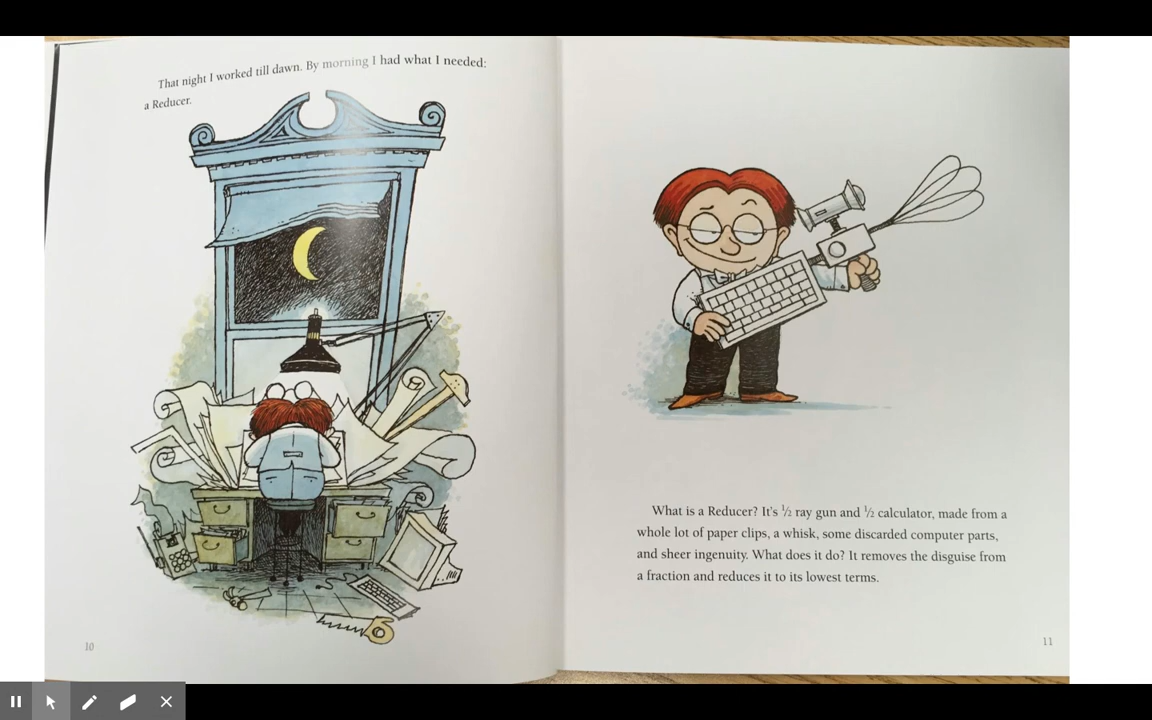 That night I worked till dawn. By morning I had what I needed:
a Reducer.
What is a Reducer? It's ½ ray gun and ½ calculator, made from a
whole lot of paper clips, a whisk, some discarded computer parts,
and sheer ingenuity. What does it do? It removes the disguise from
a fraction and reduces it to its lowest terms.
10
11